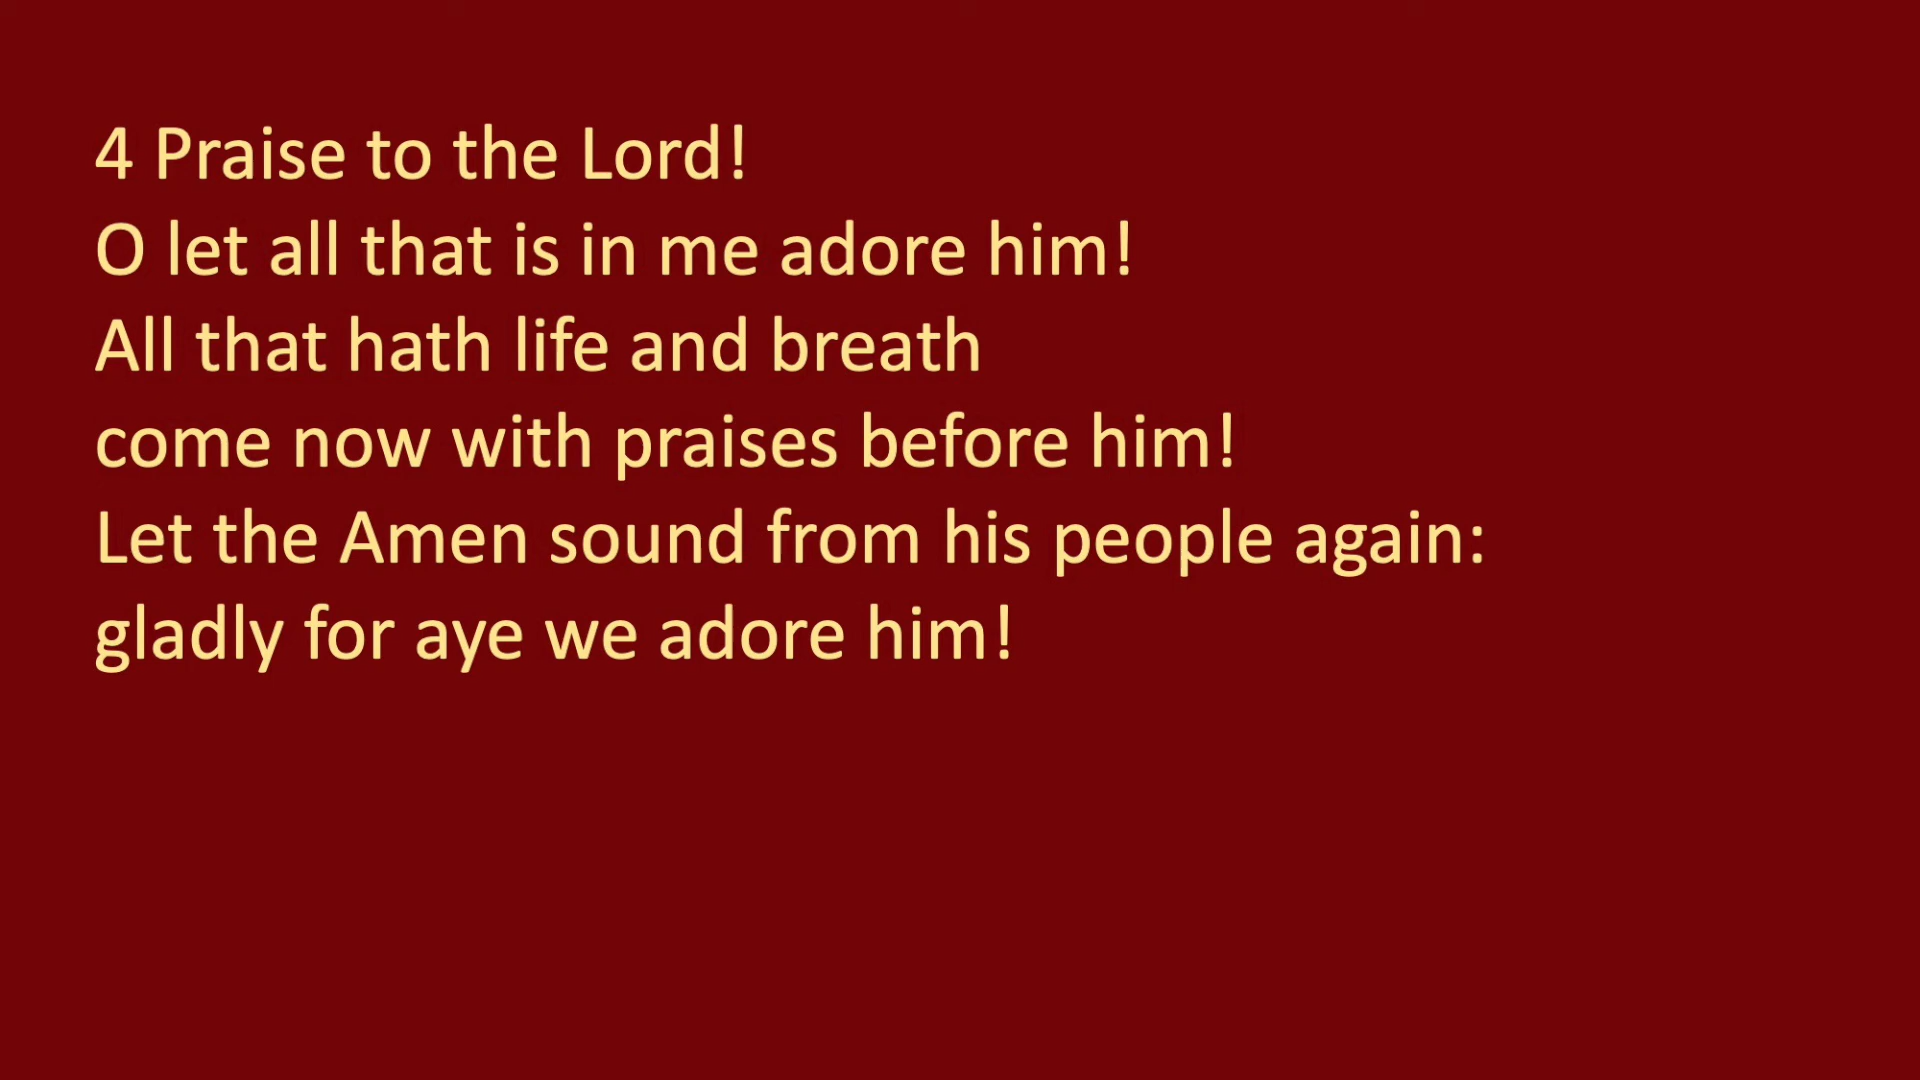 4 Praise to the Lord!
O let all that is in me adore him!
All that hath life and breath
come now with praises before him!
Let the Amen sound from his people again:
gladly for aye we adore him!